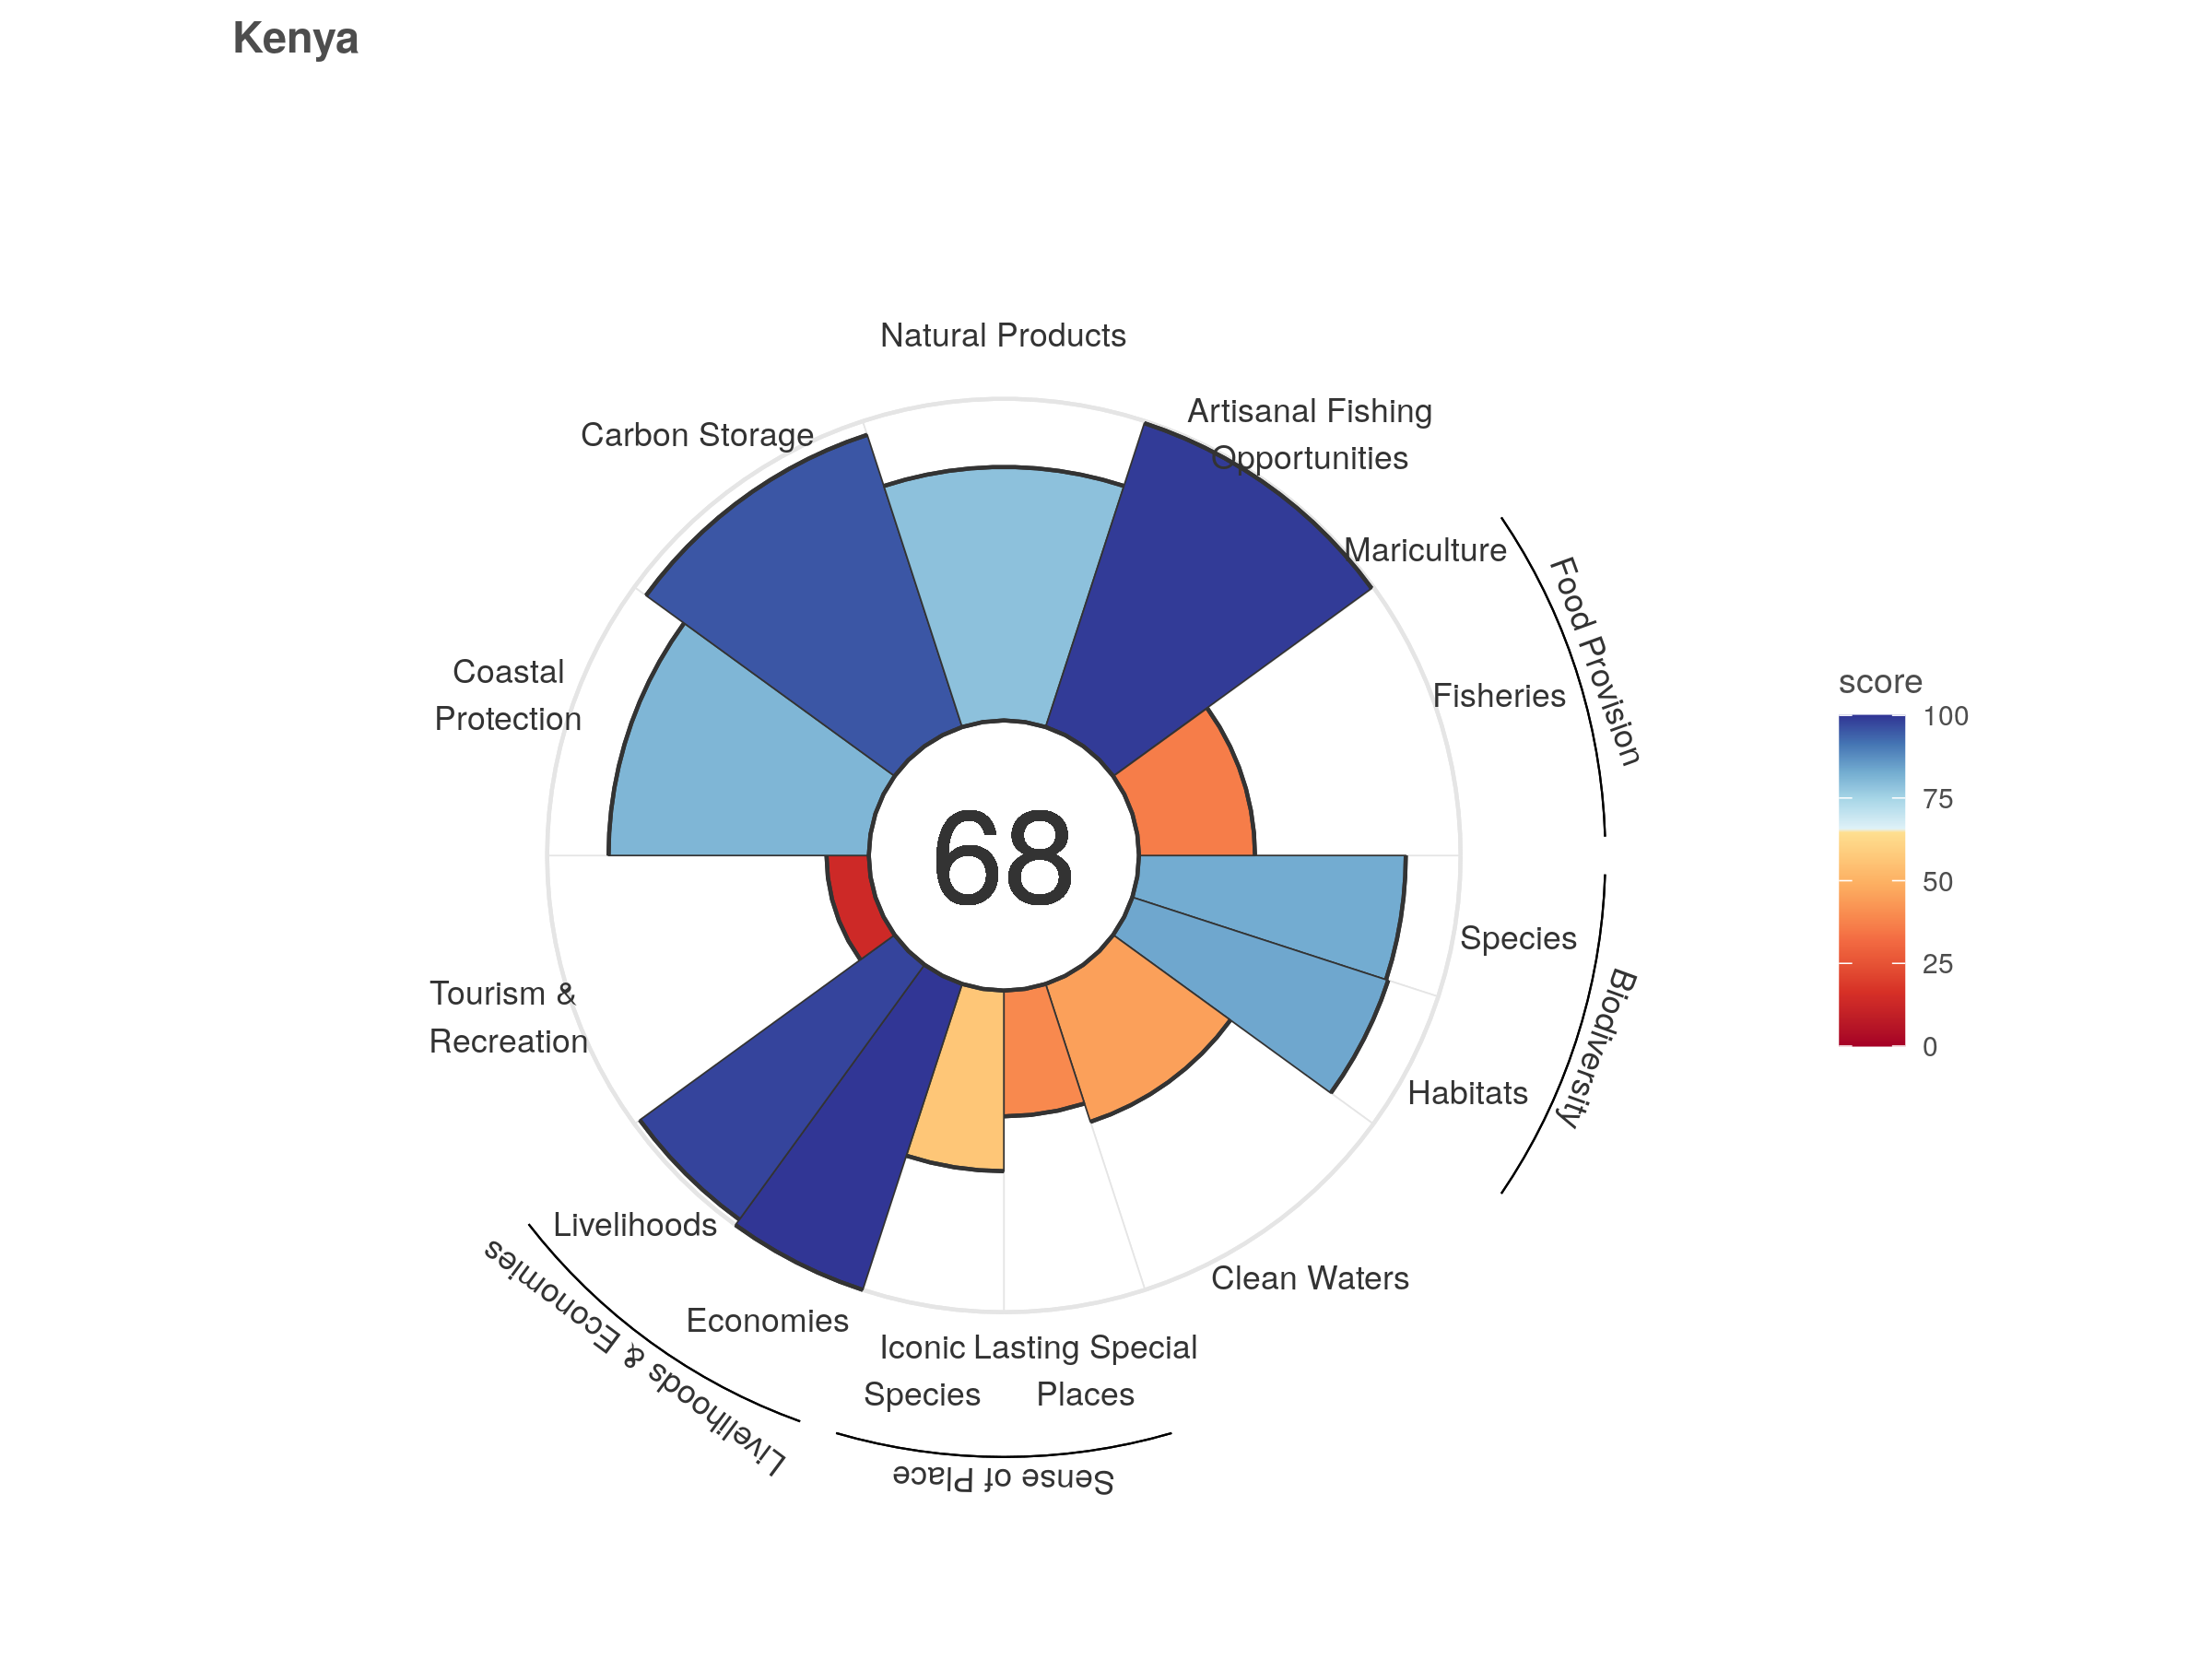 Kenya
Natural Products
Artisanal Fishing
Opportunities
Carbon Storage
Mariculture
Food Provision
Coastal
Protection
Fisheries
score
100
75
50
25
0
68
Species
Biodiversity
Tourism &
Recreation
Habitats
Livelihoods
Clean Waters
Economies
Livelihoods & Economies
Iconic
Species
Lasting Special
Places
Sense of Place